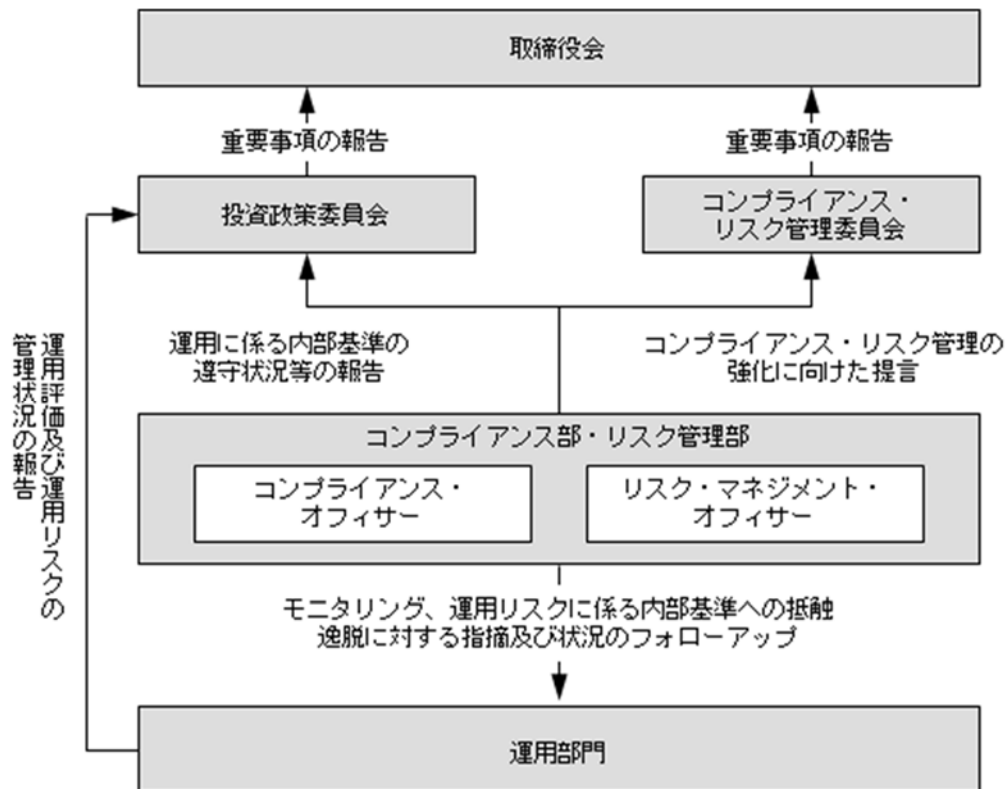 取締役会
重要事項の報告
重要事項の報告
投資政策委員会
コンプライアンス・
リスク管理委員会
運用評価及び運用リスクの
管理状況の報告
運用に係る内部基準の
遵守状況等の報告
コンプライアンス・リスク管理の
強化に向けた提言
コンプライアンス部・リスク管理部
コンプライアンス・
オフィサー
リスク・マネジメント・
オフィサー
モニタリング、運用リスクに係る内部基準への抵触
逸脱に対する指摘及び状況のフォローアップ
運用部門